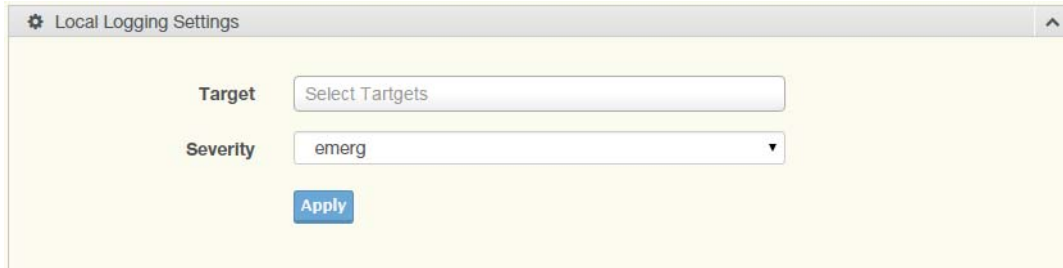 Local Logging Settings
Target Select Tartgets
Severity emerg
Apply